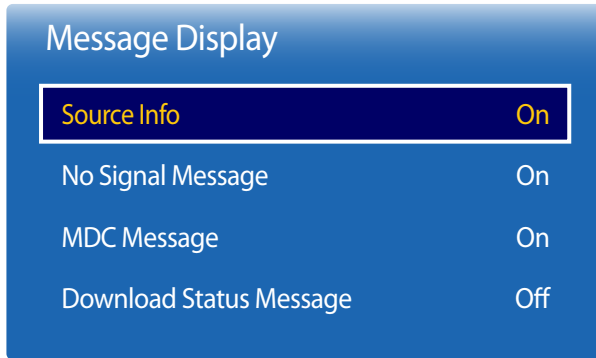 Message Display
Source Info On
No Signal Message On
MDC Message On
Download Status Message Off